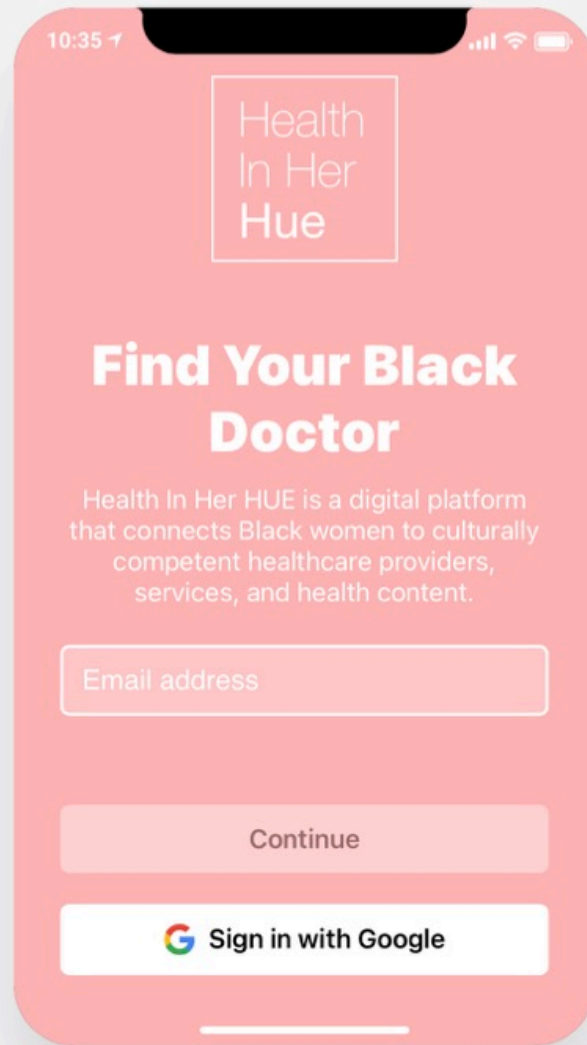 10:35
Health
In Her
Hue
Find Your Black
Doctor
Health In Her HUE is a digital platform
that connects Black women to culturally
competent healthcare providers,
services, and health content.
Email address
Continue
Sign in with Google